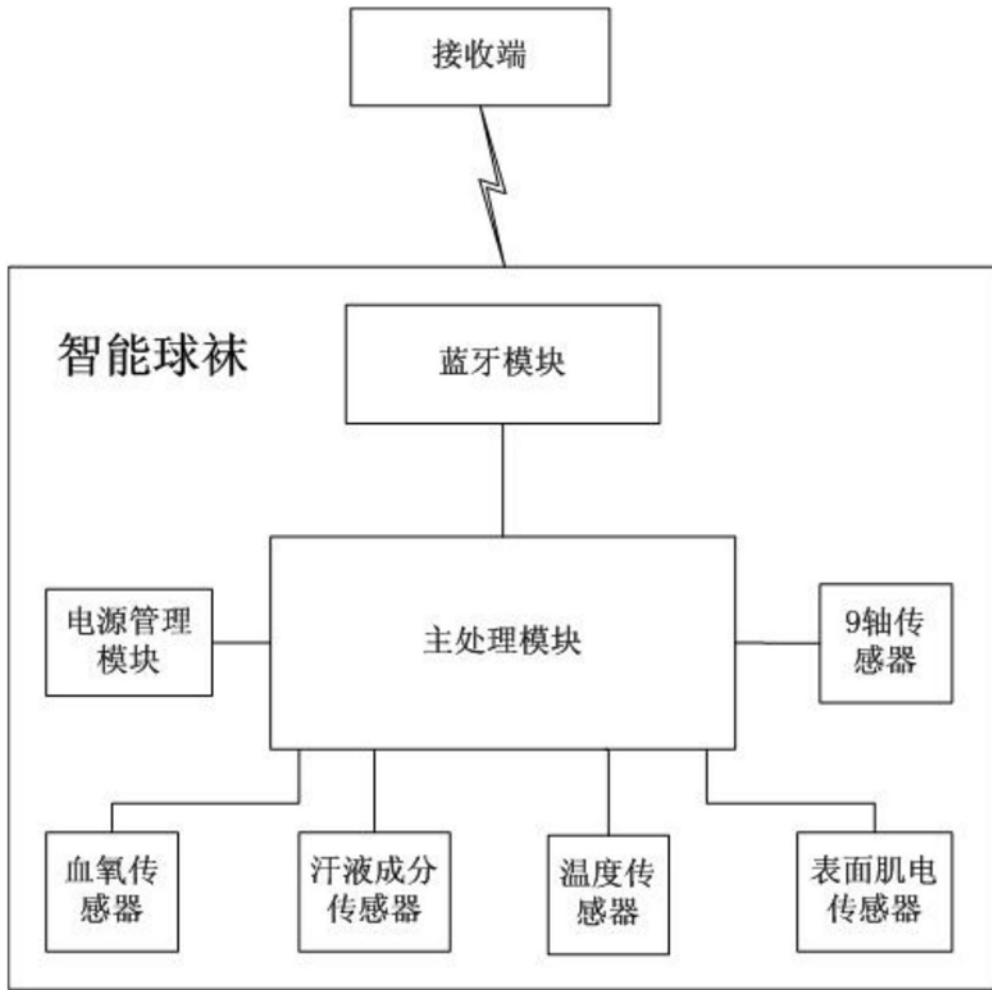 接收端
智能球袜
蓝牙模块
电源管理
模块
主处理模块
9轴传
感器
血氧传
感器
汗液成分
传感器
温度传
感器
表面肌电
传感器